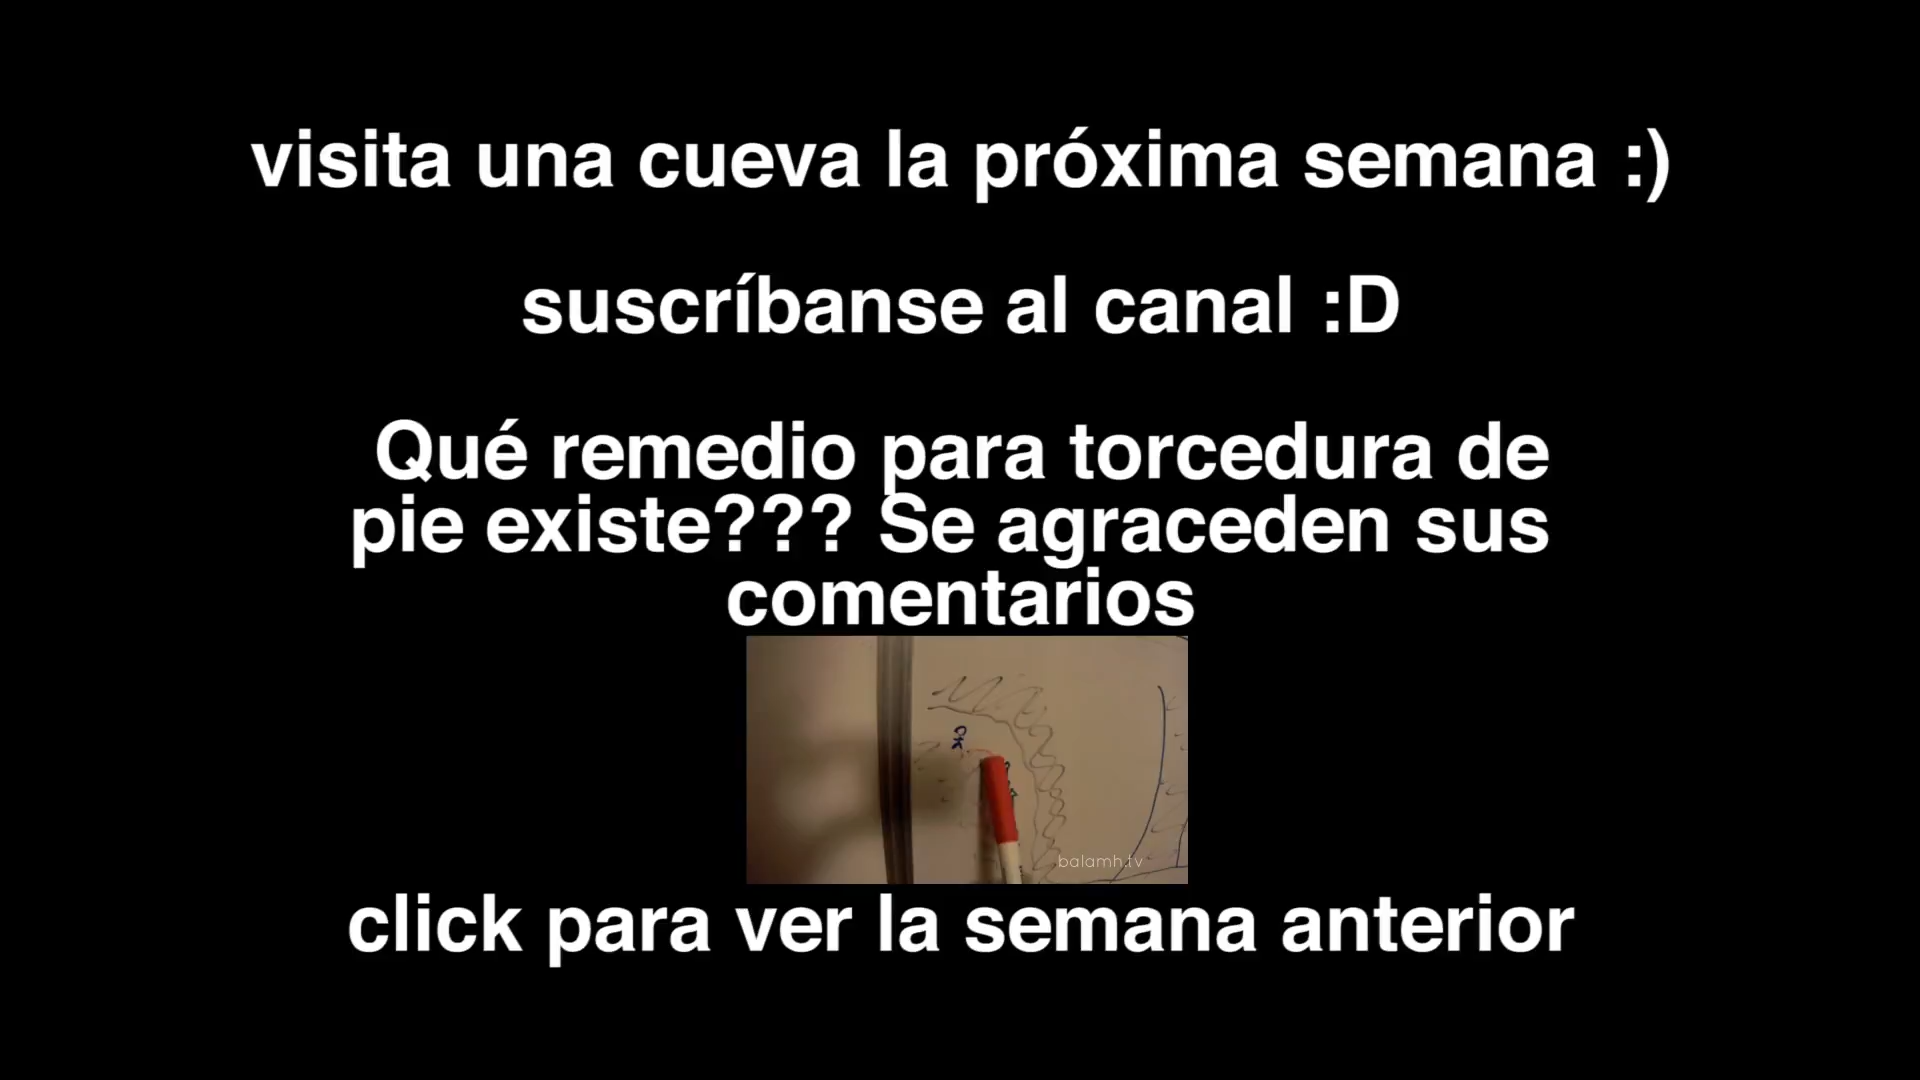 visita una cueva la próxima semana :)
suscríbanse al canal :D
Qué remedio para torcedura de
pie existe??? Se agraceden sus
comentarios
OK
balamh.tv
click para ver la semana anterior